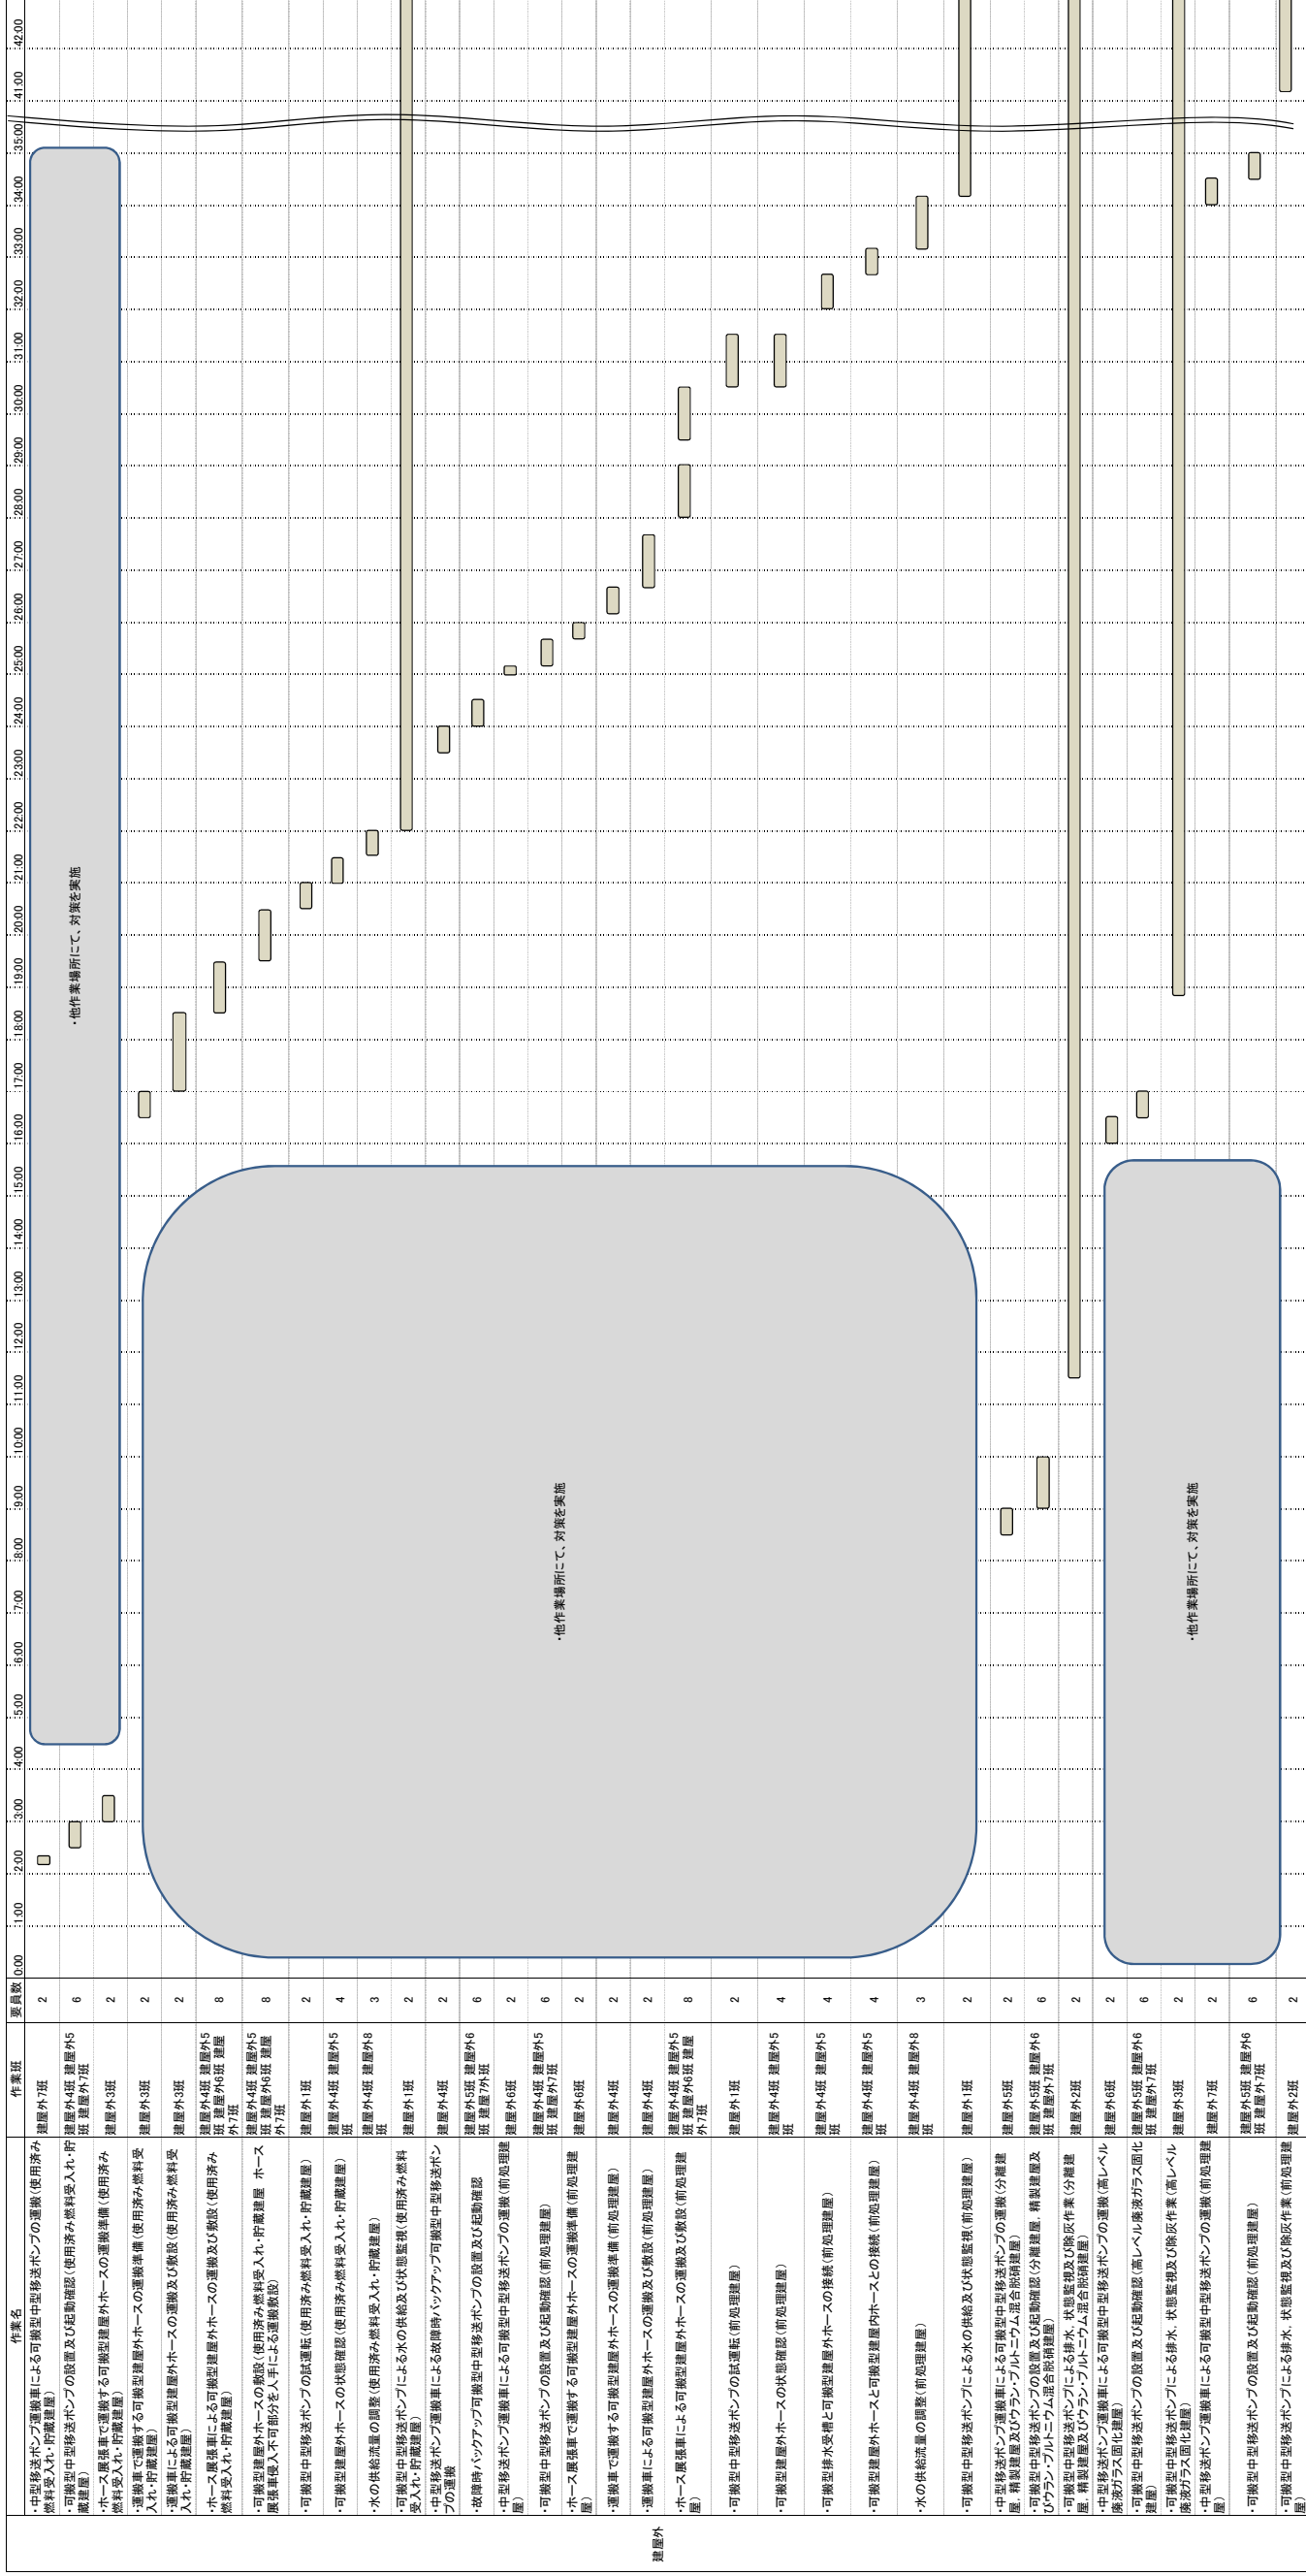 作業名
作業班
要員数
0:00
1:00
2:00
3:00
4:00
5:00
6:00
7:00
8:00
9:00
10:00
11:00
12:00
13:00
14:00
15:00
16:00
17:00
18:00
19:00
20:00
21:00
22:00
23:00
24:00
25:00
26:00
27:00
28:00
29:00
30:00
31:00
32:00
33:00
34:00
35:00
41:00
42:00
建屋外
・中型移送ポンプ運搬車による可搬型中型移送ポンプの運搬(使用済み
燃料受入れ・貯蔵建屋)
建屋外7班
2
・可搬型中型移送ポンプの設置及び起動確認(使用済み燃料受入れ・貯
蔵建屋)
建屋外4班 建屋外5
班 建屋外7班
6
・ホース展張車で運搬する可搬型建屋外ホースの運搬準備(使用済み
燃料受入れ・貯蔵建屋)
建屋外3班
2
・他作業場所にて、対策を実施
・運搬車で運搬する可搬型建屋外ホースの運搬準備(使用済み燃料受
入れ・貯蔵建屋)
建屋外3班
2
・運搬車による可搬型建屋外ホースの運搬及び敷設(使用済み燃料受
入れ・貯蔵建屋)
建屋外3班
2
・ホース展張車による可搬型建屋外ホースの運搬及び敷設(使用済み
燃料受入れ・貯蔵建屋)
建屋外4班 建屋外5
班 建屋外6班 建屋
外7班
8
・可搬型建屋外ホースの敷設(使用済み燃料受入れ・貯蔵建屋 ホース
展張車侵入不可部分を人手による運搬敷設)
建屋外4班 建屋外5
班 建屋外6班 建屋
外7班
8
・可搬型中型移送ポンプの試運転(使用済み燃料受入れ・貯蔵建屋)
建屋外1班
2
・可搬型建屋外ホースの状態確認(使用済み燃料受入れ・貯蔵建屋)
建屋外4班 建屋外5
班
4
・水の供給流量の調整(使用済み燃料受入れ・貯蔵建屋)
建屋外4班 建屋外8
班
3
・可搬型中型移送ポンプによる水の供給及び状態監視(使用済み燃料
受入れ・貯蔵建屋)
建屋外1班
2
・中型移送ポンプ運搬車による故障時バックアップ可搬型中型移送ポン
プの運搬
建屋外4班
2
・故障時バックアップ可搬型中型移送ポンプの設置及び起動確認
建屋外5班 建屋外6
班 建屋7外班
6
・中型移送ポンプ運搬車による可搬型中型移送ポンプの運搬(前処理建
屋)
建屋外6班
2
・可搬型中型移送ポンプの設置及び起動確認(前処理建屋)
建屋外4班 建屋外5
班 建屋外7班
6
・ホース展張車で運搬する可搬型建屋外ホースの運搬準備(前処理建
屋)
建屋外6班
2
・運搬車で運搬する可搬型建屋外ホースの運搬準備(前処理建屋)
建屋外4班
2
・運搬車による可搬型建屋外ホースの運搬及び敷設(前処理建屋)
建屋外4班
2
・ホース展張車による可搬型建屋外ホースの運搬及び敷設(前処理建
屋)
建屋外4班 建屋外5
班 建屋外6班 建屋
外7班
8
・可搬型中型移送ポンプの試運転(前処理建屋)
建屋外1班
2
・可搬型建屋外ホースの状態確認(前処理建屋)
建屋外4班 建屋外5
班
4
・可搬型排水受槽と可搬型建屋外ホースの接続(前処理建屋)
建屋外4班 建屋外5
班
4
・可搬型建屋外ホースと可搬型建屋内ホースとの接続(前処理建屋)
建屋外4班 建屋外5
班
4
・水の供給流量の調整(前処理建屋)
建屋外4班 建屋外8
班
3
・可搬型中型移送ポンプによる水の供給及び状態監視(前処理建屋)
建屋外1班
2
・他作業場所にて、対策を実施
・中型移送ポンプ運搬車による可搬型中型移送ポンプの運搬(分離建
屋、精製建屋及びウラン・プルトニウム混合脱硝建屋)
建屋外5班
2
・可搬型中型移送ポンプの設置及び起動確認(分離建屋、精製建屋及
びウラン・プルトニウム混合脱硝建屋)
建屋外5班 建屋外6
班 建屋外7班
6
・可搬型中型移送ポンプによる排水、状態監視及び除灰作業(分離建
屋、精製建屋及びウラン・プルトニウム混合脱硝建屋)
建屋外2班
2
・中型移送ポンプ運搬車による可搬型中型移送ポンプの運搬(高レベル
廃液ガラス固化建屋)
建屋外6班
2
・可搬型中型移送ポンプの設置及び起動確認(高レベル廃液ガラス固化
建屋)
建屋外5班 建屋外6
班 建屋外7班
6
・可搬型中型移送ポンプによる排水、状態監視及び除灰作業(高レベル
廃液ガラス固化建屋)
建屋外3班
2
・中型移送ポンプ運搬車による可搬型中型移送ポンプの運搬(前処理建
屋)
建屋外7班
2
・可搬型中型移送ポンプの設置及び起動確認(前処理建屋)
建屋外5班 建屋外6
班 建屋外7班
6
・可搬型中型移送ポンプによる排水、状態監視及び除灰作業(前処理建
屋)
建屋外2班
2
・他作業場所にて、対策を実施